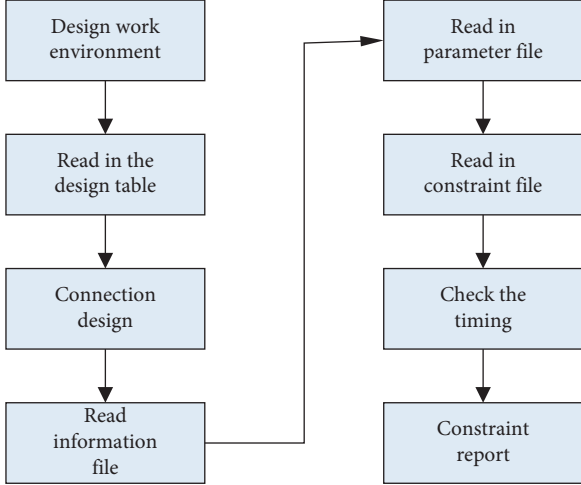 Design work
environment
Read in the
design table
Connection
design
Read
information
file
Read in
parameter file
Read in
constraint file
Check the
timing
Constraint
report